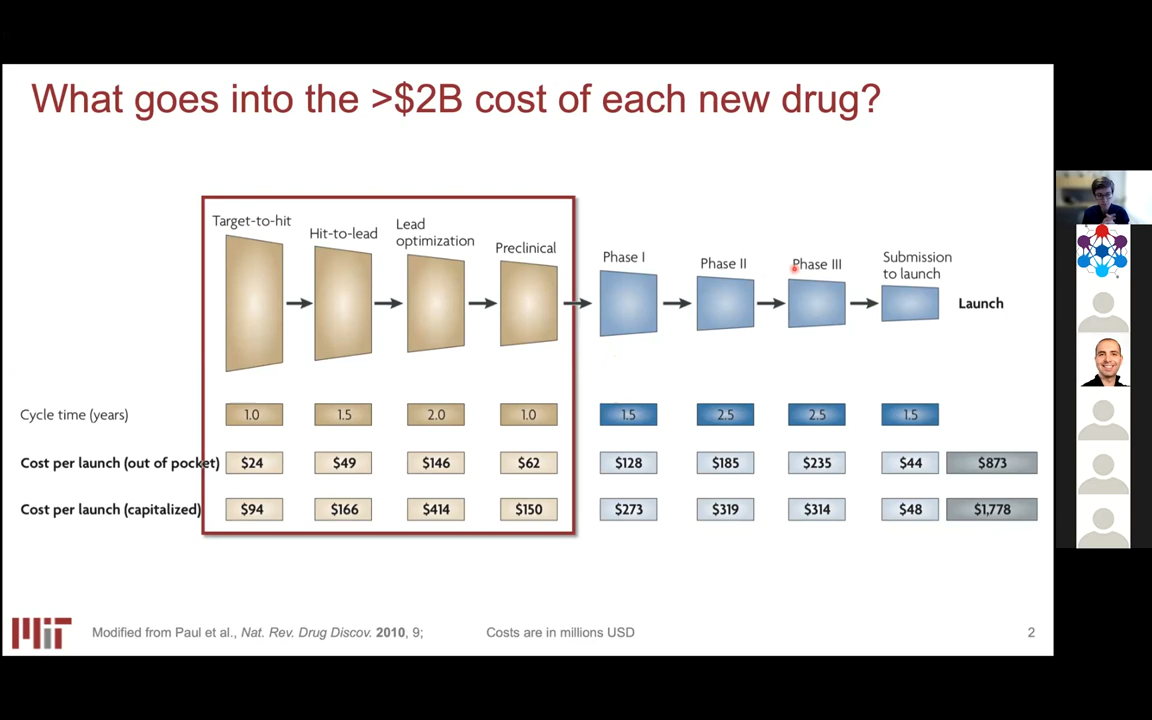 What goes into the >$2B cost of each new drug?
Target-to-hit
Hit-to-lead
Lead
optimization
Preclinical
Phase I
Phase II
Phase III
Submission
to launch
Launch
Cycle time (years) 1.0 1.5 2.0 1.0 1.5 2.5 2.5 1.5
Cost per launch (out of pocket) $24 $49 $146 $62 $128 $185 $235 $44 $873
Cost per launch (capitalized) $94 $166 $414 $150 $273 $319 $314 $48 $1,778
MIT Modified from Paul et al., Nat. Rev. Drug Discov. 2010, 9; Costs are in millions USD 2